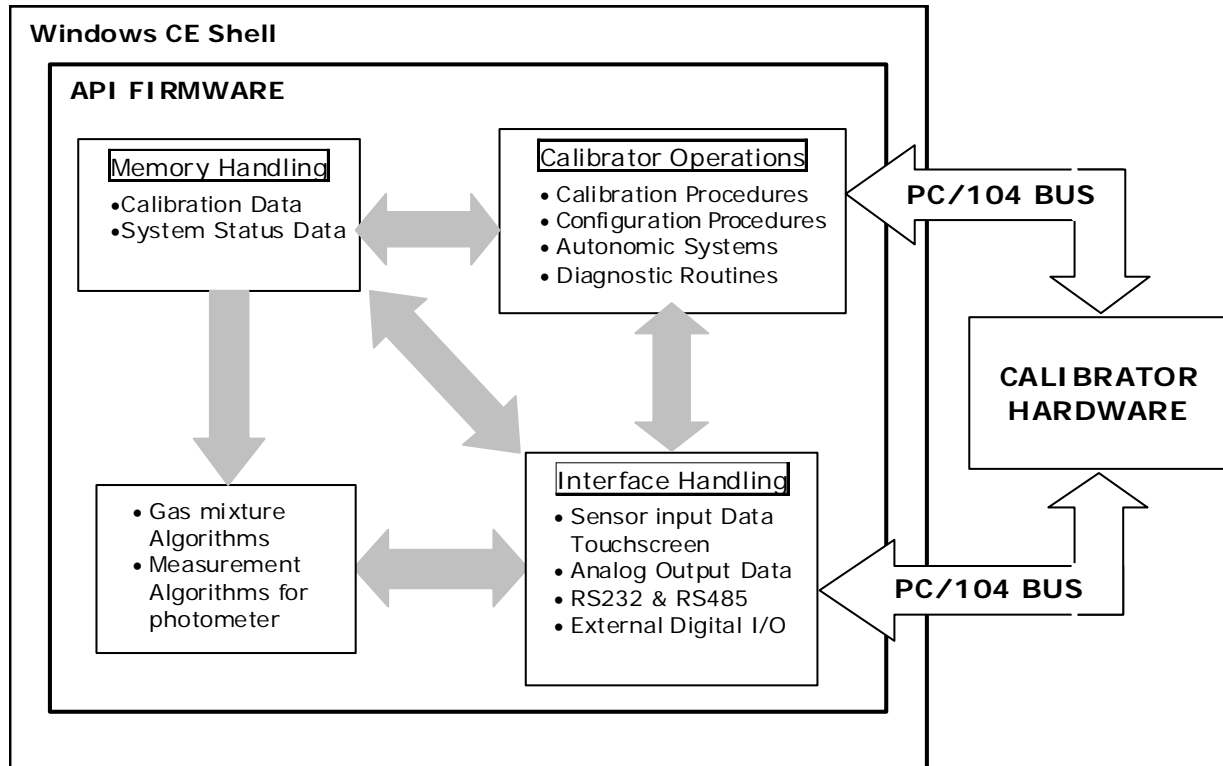 Windows CE Shell
API FIRMWARE
Memory Handling
•Calibration Data
•System Status Data
Calibrator Operations
• Calibration Procedures
• Configuration Procedures
• Autonomic Systems
• Diagnostic Routines
PC/104 BUS
CALIBRATOR
HARDWARE
• Gas mixture
Algorithms
• Measurement
Algorithms for
photometer
Interface Handling
• Sensor input Data
Touchscreen
• Analog Output Data
• RS232 & RS485
• External Digital I/O
PC/104 BUS